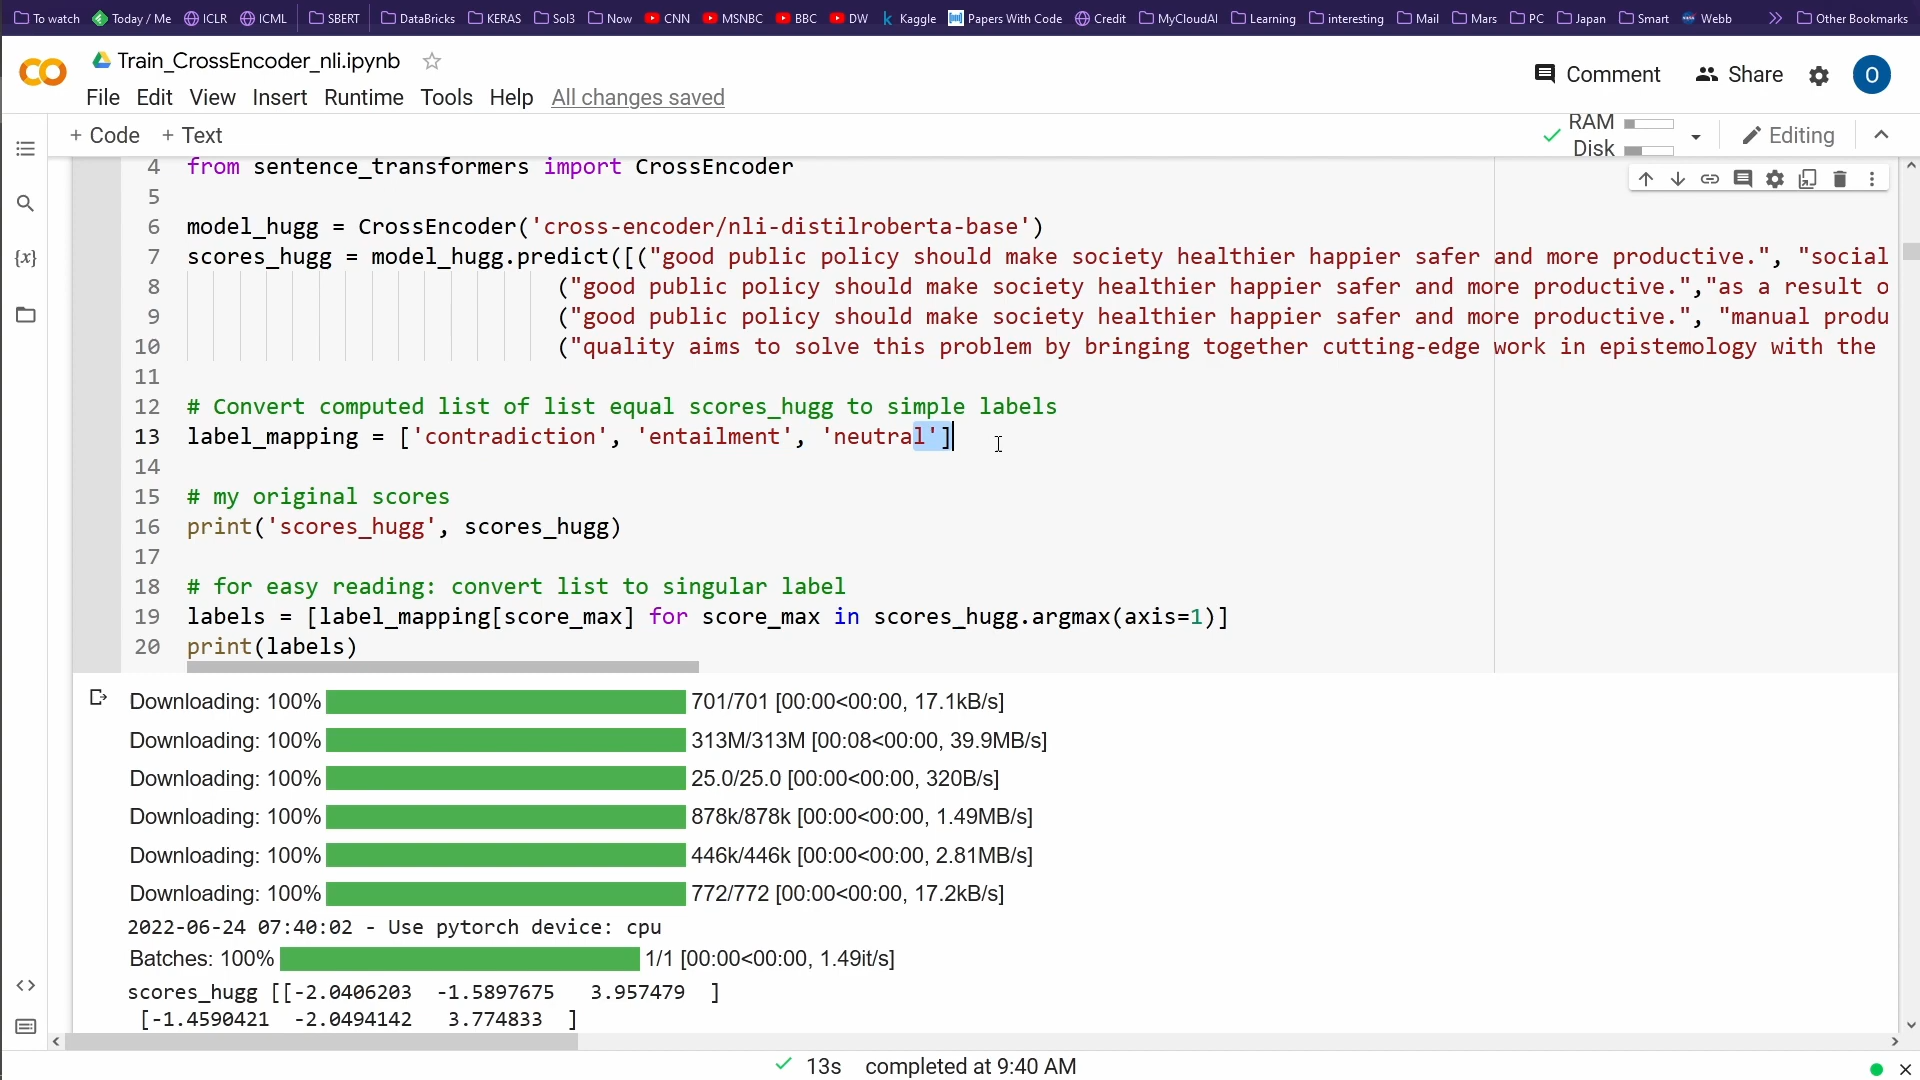 To watch Today / Me ICLR ICML SBERT DataBricks KERAS Sol3 Now CNN MSNBC BBC DW Kaggle Papers With Code Credit MyCloudAI Learning interesting Mail Mars PC Japan Smart Webb Other Bookmarks
Train_CrossEncoder_nli.ipynb
Comment Share O
File Edit View Insert Runtime Tools Help All changes saved
+ Code + Text RAM Disk Editing
4 from sentence_transformers import CrossEncoder
5
6 model_hugg = CrossEncoder('cross-encoder/nli-distilroberta-base')
7 scores_hugg = model_hugg.predict([("good public policy should make society healthier happier safer and more productive.", "social
8 ("good public policy should make society healthier happier safer and more productive.","as a result o
9 ("good public policy should make society healthier happier safer and more productive.", "manual produ
10 ("quality aims to solve this problem by bringing together cutting-edge work in epistemology with the
11
12 # Convert computed list of list equal scores_hugg to simple labels
13 label_mapping = ['contradiction', 'entailment', 'neutral']
14
15 # my original scores
16 print('scores_hugg', scores_hugg)
17
18 # for easy reading: convert list to singular label
19 labels = [label_mapping[score_max] for score_max in scores_hugg.argmax(axis=1)]
20 print(labels)
Downloading: 100% 701/701 [00:00<00:00, 17.1kB/s]
Downloading: 100% 313M/313M [00:08<00:00, 39.9MB/s]
Downloading: 100% 25.0/25.0 [00:00<00:00, 320B/s]
Downloading: 100% 878k/878k [00:00<00:00, 1.49MB/s]
Downloading: 100% 446k/446k [00:00<00:00, 2.81MB/s]
Downloading: 100% 772/772 [00:00<00:00, 17.2kB/s]
2022-06-24 07:40:02 - Use pytorch device: cpu
Batches: 100% 1/1 [00:00<00:00, 1.49it/s]
scores_hugg [[-2.0406203 -1.5897675 3.957479 ]
[-1.4590421 -2.0494142 3.774833 ]
13s completed at 9:40 AM